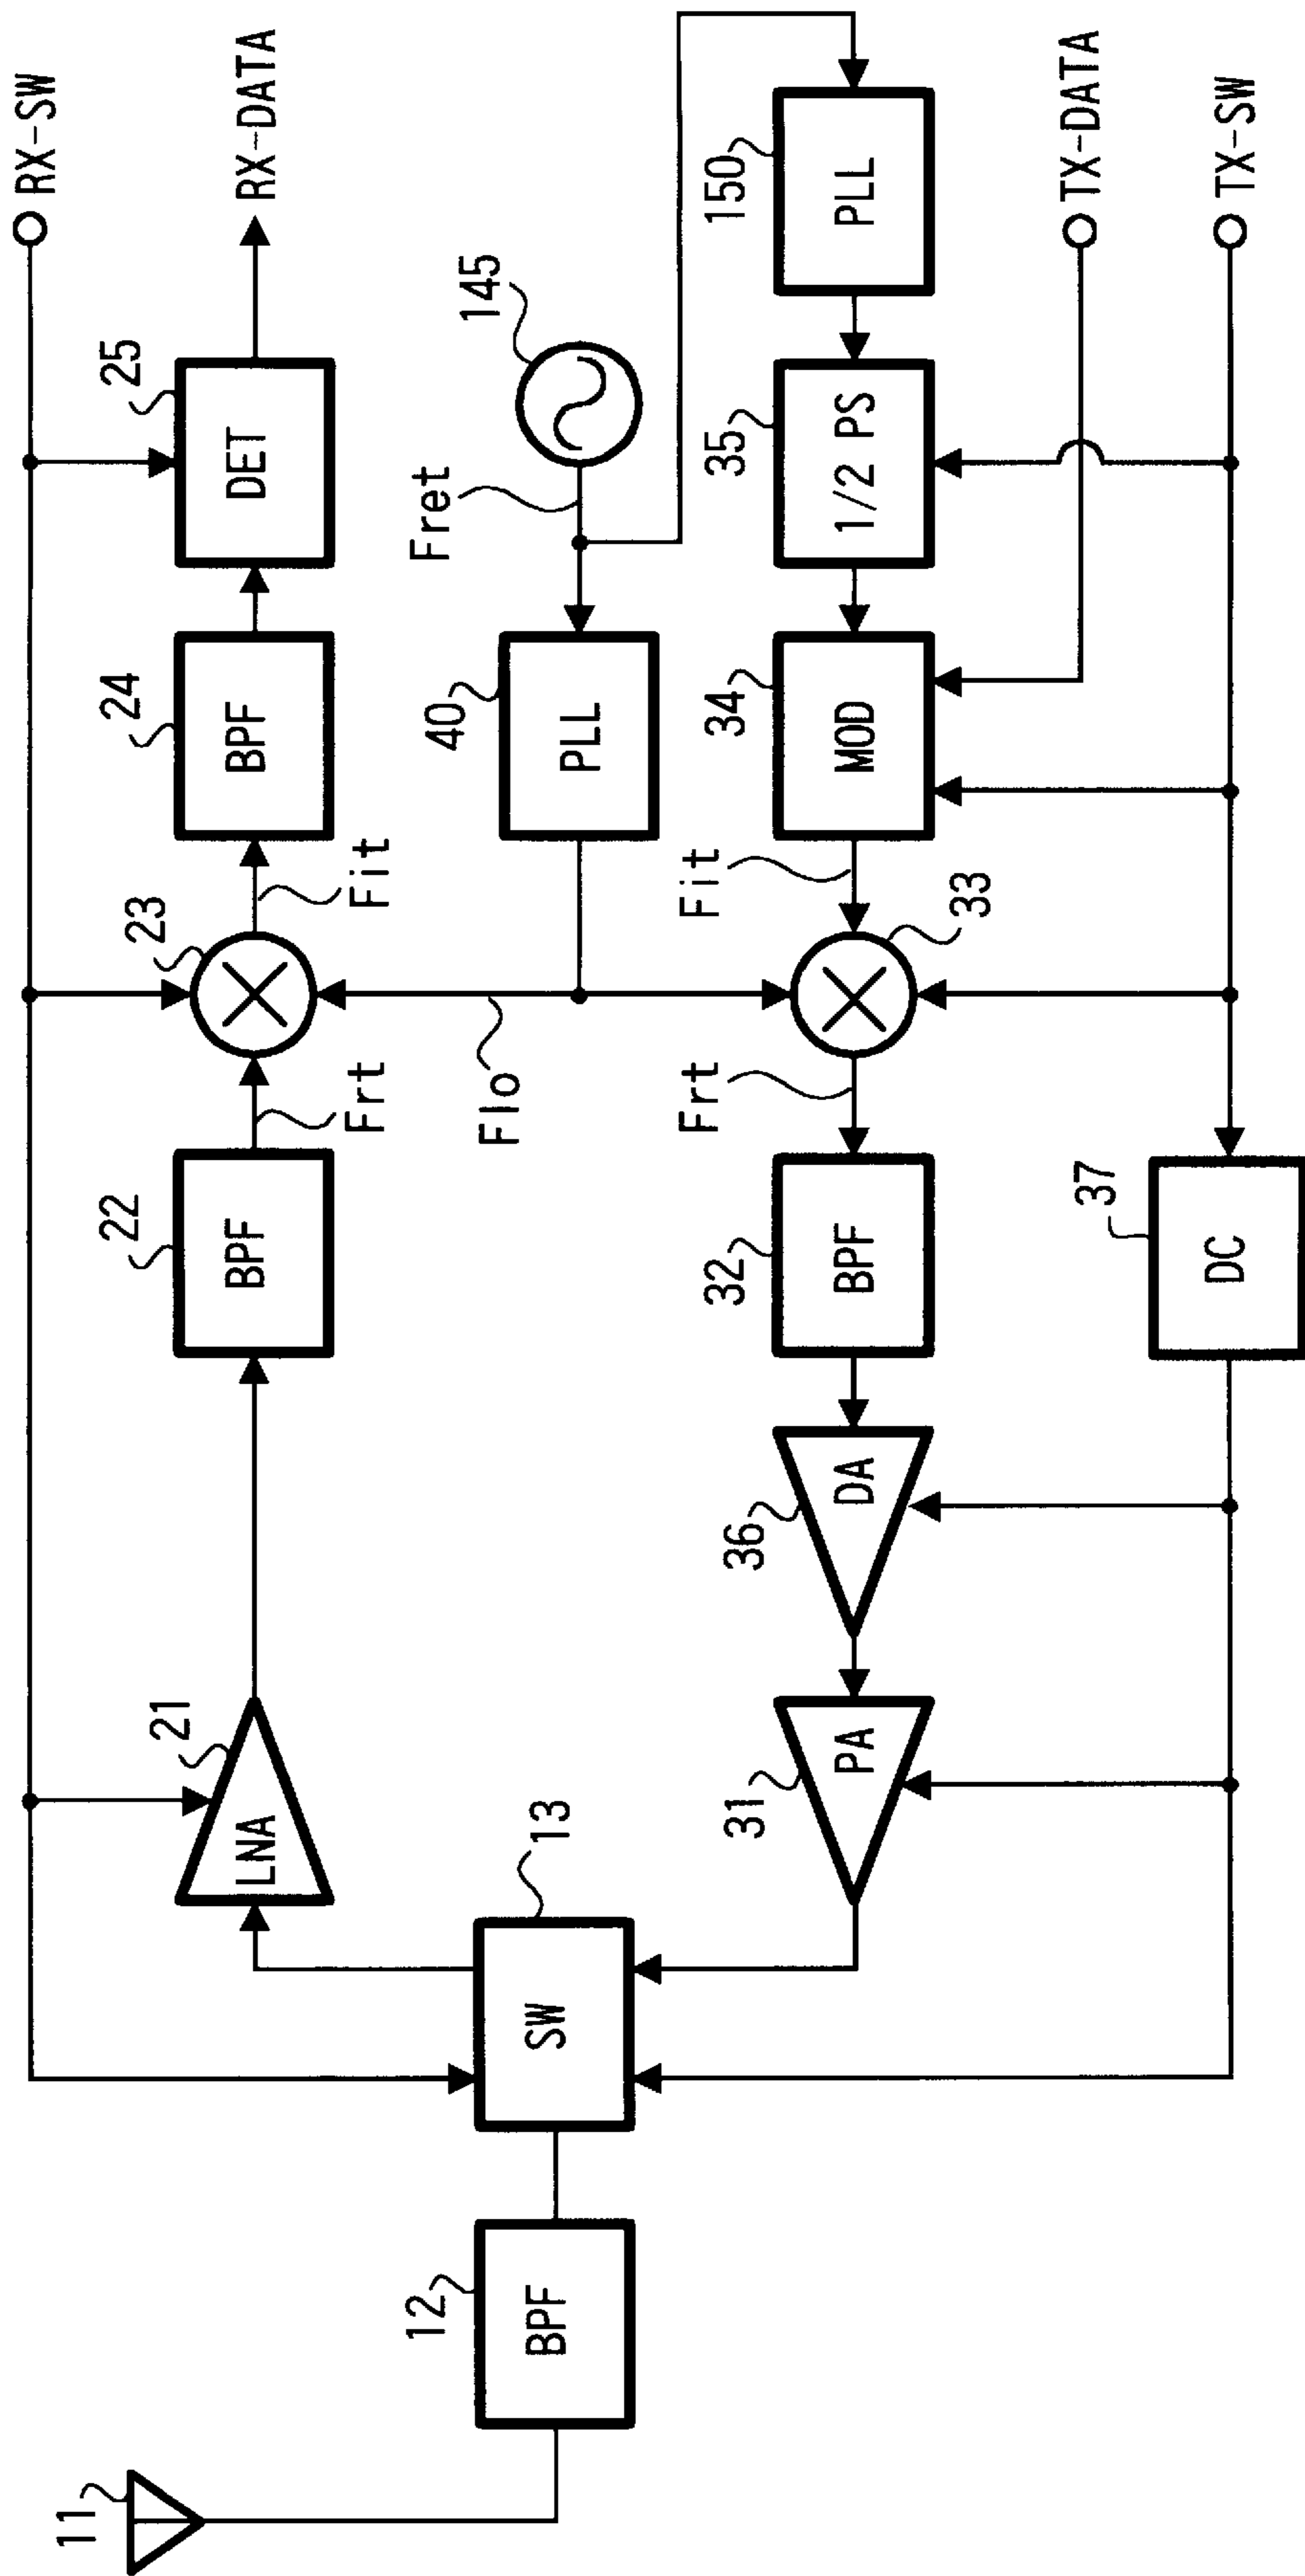 RX-SW
21
LNA
22
BPF
Frt
23
Fit
24
BPF
25
DET
RX-DATA
11
12
BPF
13
SW
Flo
40
PLL
Fret
145
31
PA
36
DA
32
BPF
Frt
33
Fit
34
MOD
35
1/2 PS
150
PLL
TX-DATA
37
DC
TX-SW